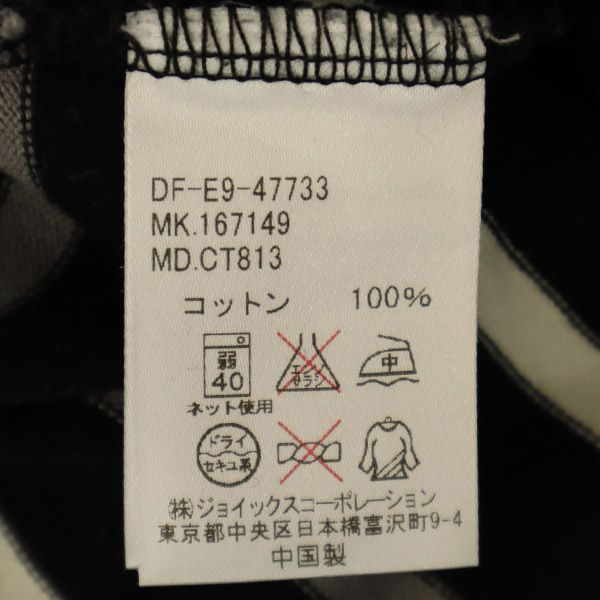 DF-E9-47733
MK.167149
MD.CT813
コットン 100%
弱
40
ネット使用
エンソ
サラシ
中
ドライ
セキユ系
㈱ジョイックスコーポレーション
東京都中央区日本橋富沢町9-4
中国製